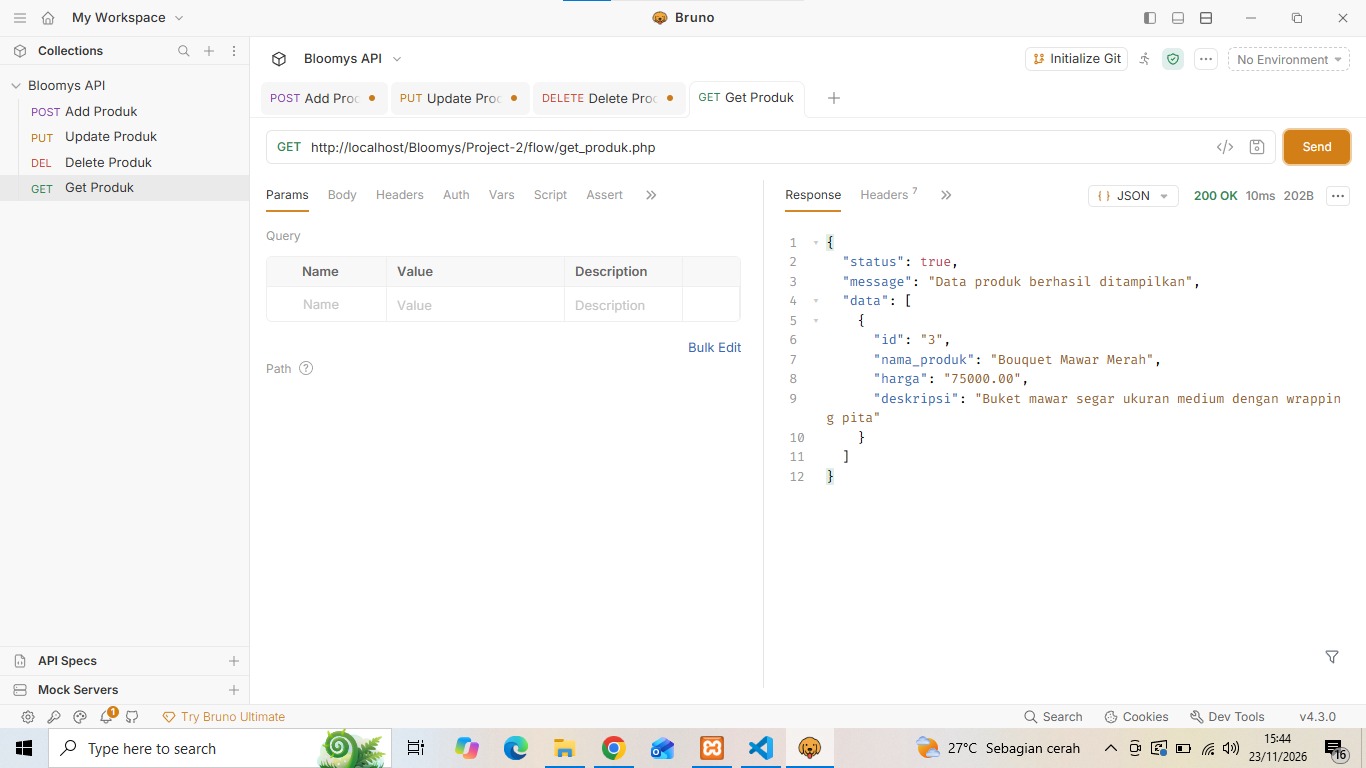 My Workspace
Bruno
Collections
Bloomys API
Initialize Git
No Environment
Bloomys API
POST Add Produk
PUT Update Produk
DEL Delete Produk
GET Get Produk
POST Add Proc
PUT Update Proc
DELETE Delete Proc
GET Get Produk
GET http://localhost/Bloomys/Project-2/flow/get_produk.php
Send
Params Body Headers Auth Vars Script Assert
Query
Name Value Description
Name Value Description
Bulk Edit
Path ?
Response Headers 7
{ } JSON 200 OK 10ms 202B
1 {
2 "status": true,
3 "message": "Data produk berhasil ditampilkan",
4 "data": [
5 {
6 "id": "3",
7 "nama_produk": "Bouquet Mawar Merah",
8 "harga": "75000.00",
9 "deskripsi": "Buket mawar segar ukuran medium dengan wrappin
g pita"
10 }
11 ]
12 }
API Specs
Mock Servers
1
Try Bruno Ultimate
Search Cookies Dev Tools v4.3.0
Type here to search
27°C Sebagian cerah
15:44
23/11/2026
16